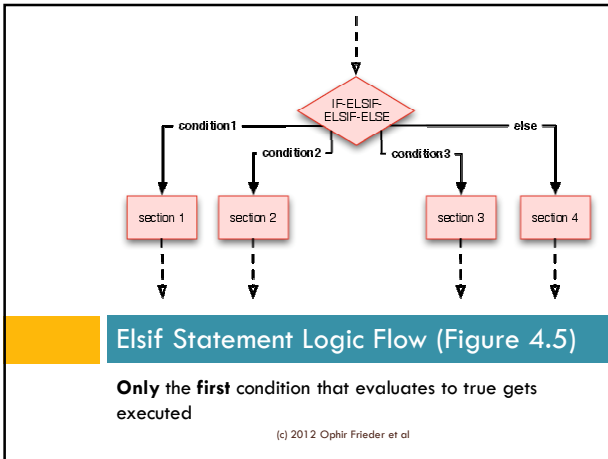 IF-ELSIF-
ELSIF-ELSE
condition1
else
condition2
condition3
section 1
section 2
section 3
section 4
Elsif Statement Logic Flow (Figure 4.5)
Only the first condition that evaluates to true gets
executed
(c) 2012 Ophir Frieder et al